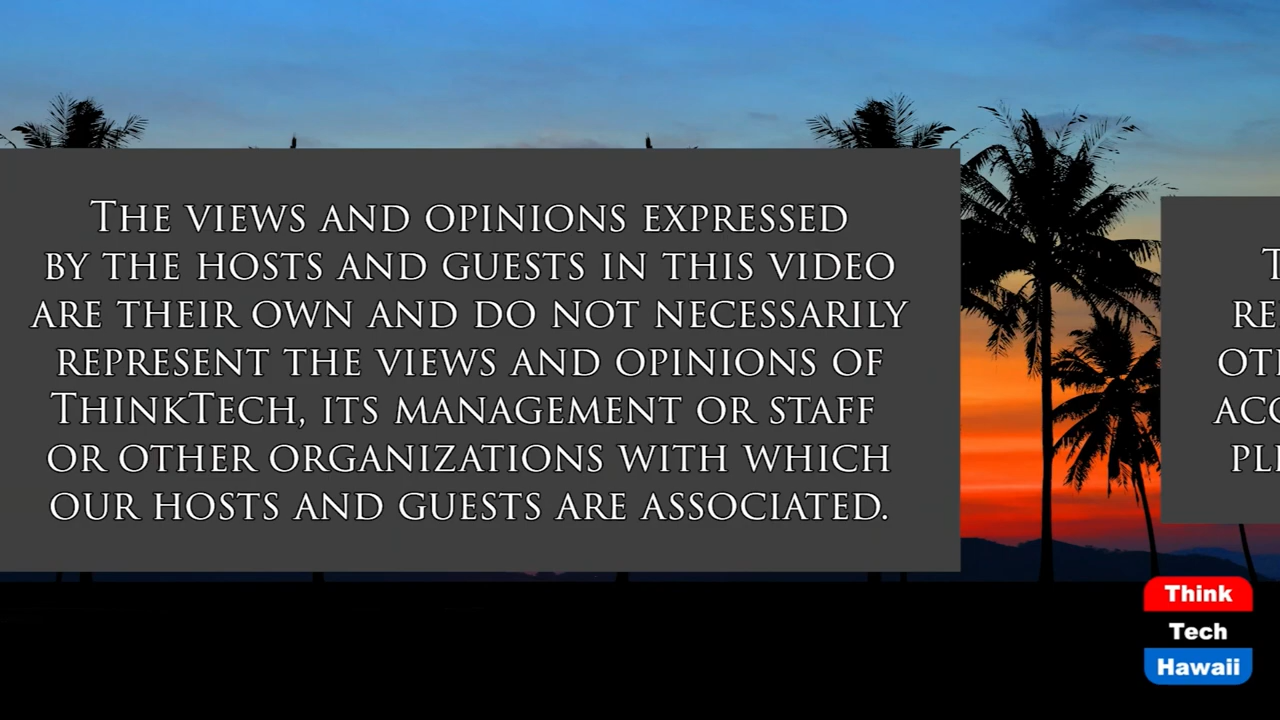 The views and opinions expressed
by the hosts and guests in this video
are their own and do not necessarily
represent the views and opinions of
ThinkTech, its management or staff
or other organizations with which
our hosts and guests are associated.
Think
Tech
Hawaii